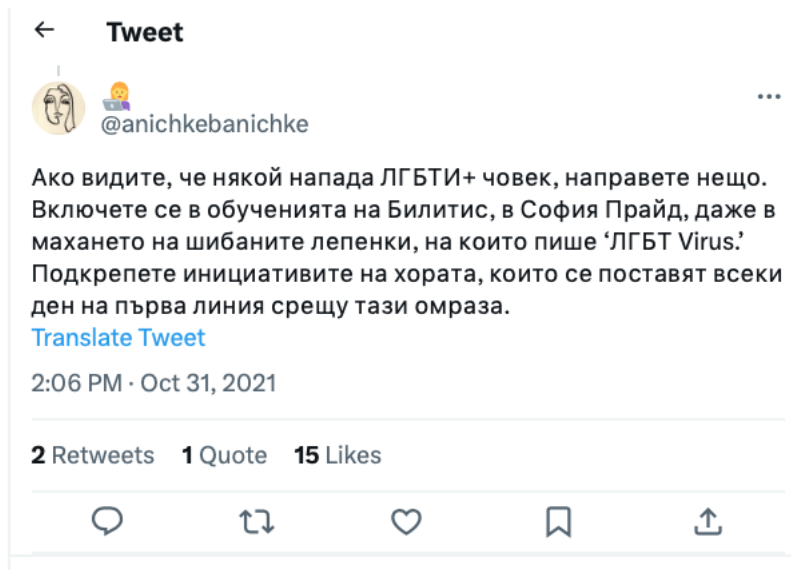 Tweet
@anichkebanichke
Ако видите, че някой напада ЛГБТИ+ човек, направете нещо.
Включете се в обученията на Билитис, в София Прайд, даже в
махането на шибаните лепенки, на които пише ‘ЛГБТ Virus.’
Подкрепете инициативите на хората, които се поставят всеки
ден на първа линия срещу тази омраза.
Translate Tweet
2:06 PM · Oct 31, 2021
2 Retweets 1 Quote 15 Likes